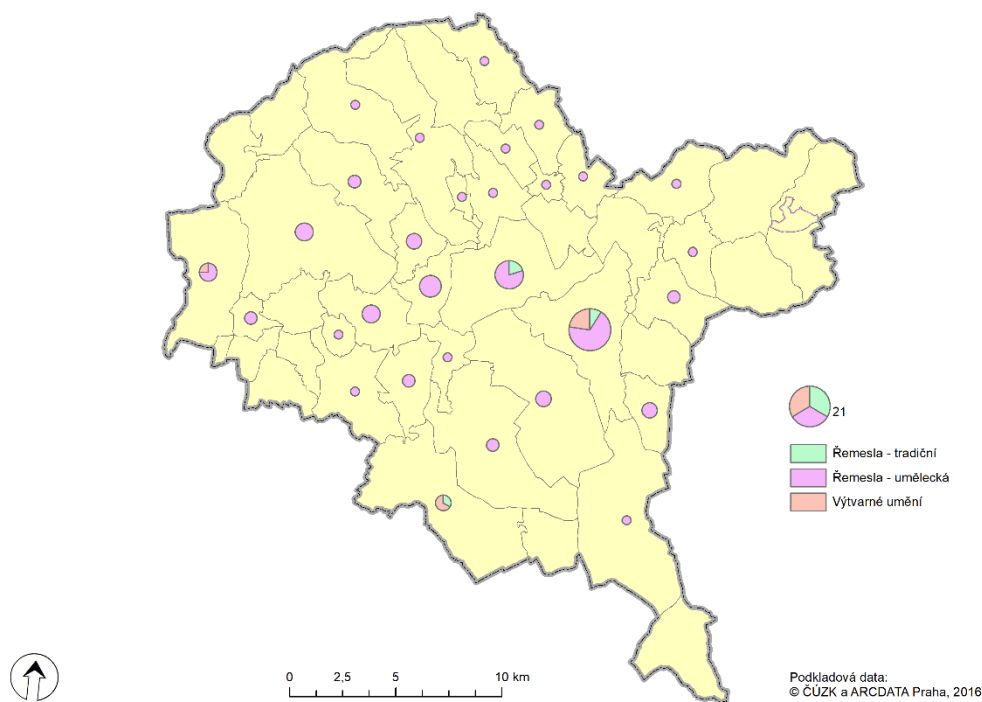 21
Řemesla - tradiční
Řemesla - umělecká
Výtvarné umění
0 2,5 5 10 km
Podkladová data:
© ČÚZK a ARCDATA Praha, 2016